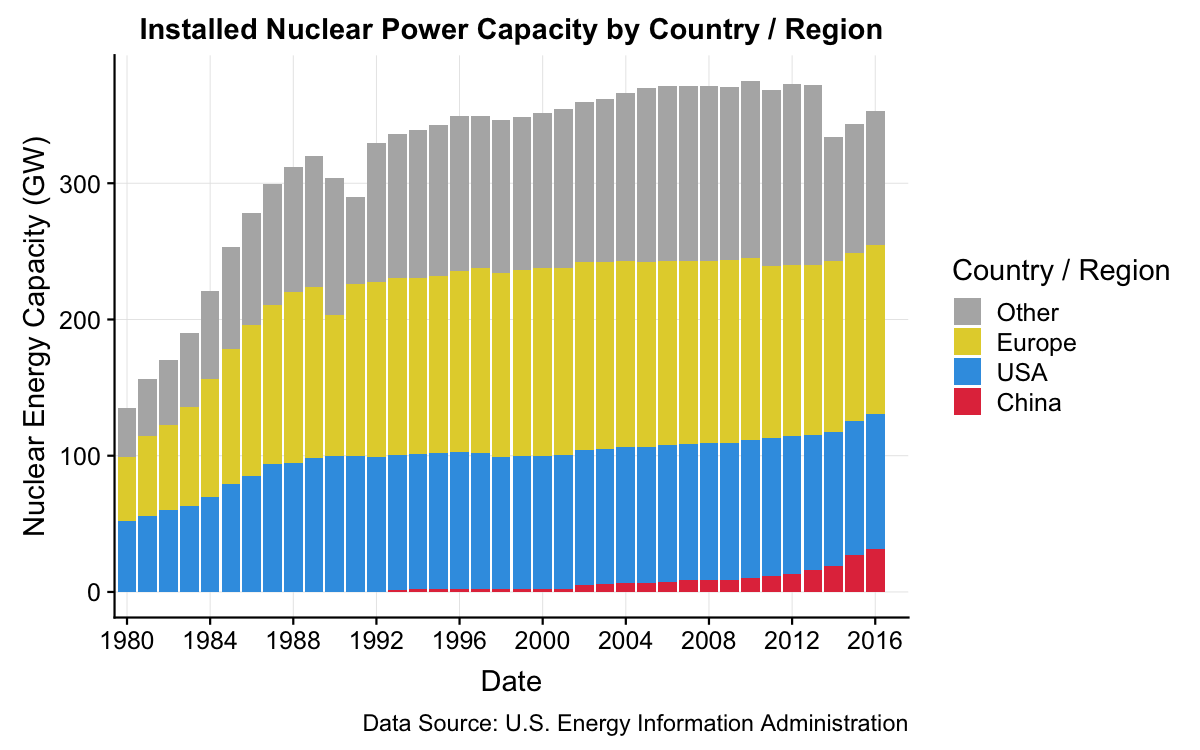 Installed Nuclear Power Capacity by Country / Region
Nuclear Energy Capacity (GW)
300
200
100
0
1980 1984 1988 1992 1996 2000 2004 2008 2012 2016
Date
Country / Region
Other
Europe
USA
China
Data Source: U.S. Energy Information Administration